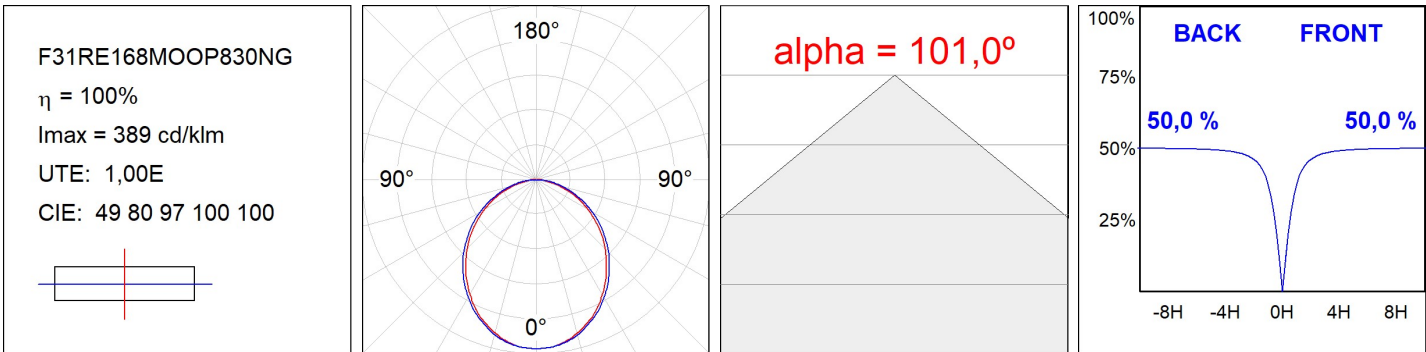 F31RE168MOOP830NG
η = 100%
Imax = 389 cd/klm
UTE: 1,00E
CIE: 49 80 97 100 100
180°
90° 90°
0°
alpha = 101,0º
100%
BACK FRONT
75%
50,0 % 50,0 %
50%
25%
-8H -4H 0H 4H 8H